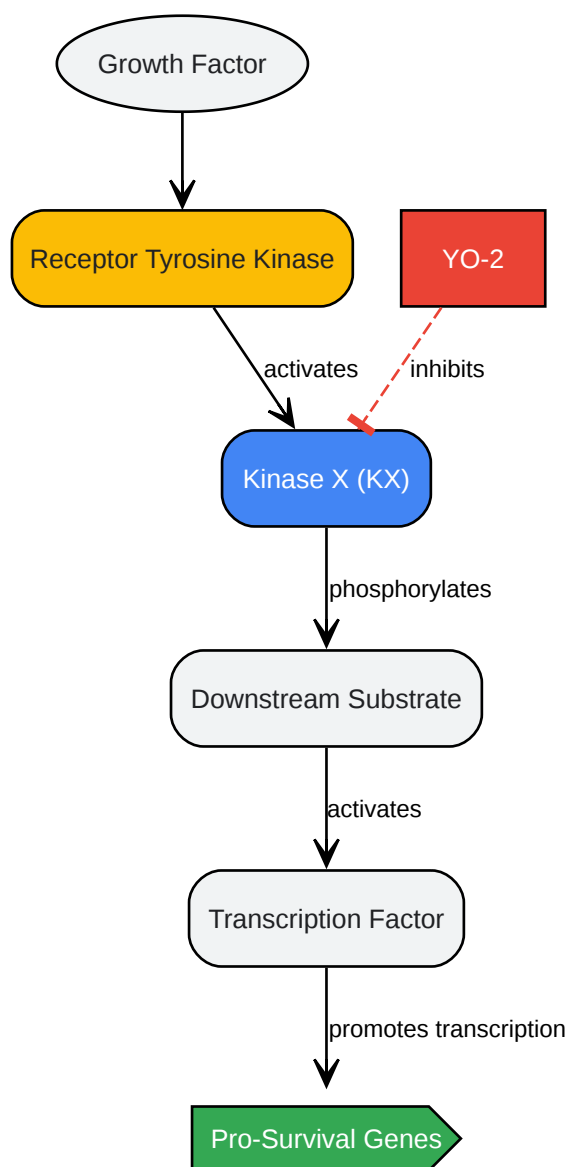 Growth Factor
Receptor Tyrosine Kinase
YO-2
activates
inhibits
Kinase X (KX)
phosphorylates
Downstream Substrate
activates
Transcription Factor
promotes transcription
Pro-Survival Genes